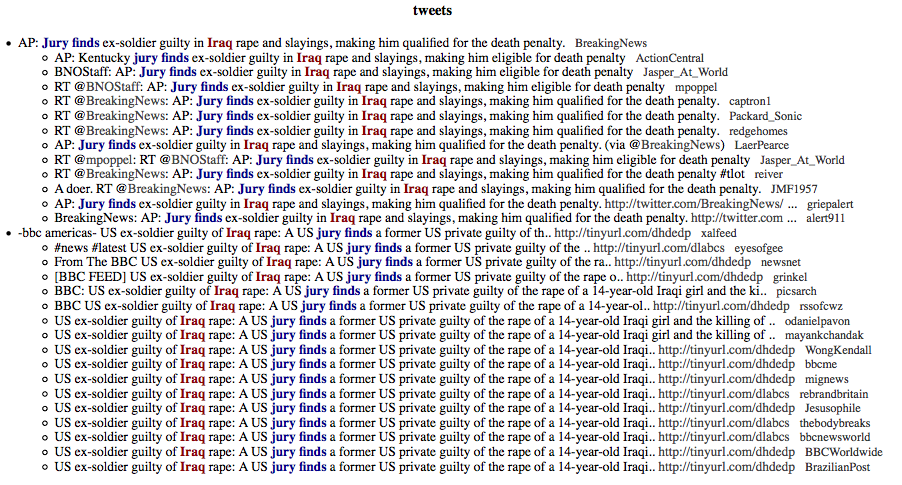 tweets
AP: Jury finds ex-soldier guilty in Iraq rape and slayings, making him qualified for the death penalty. BreakingNews
AP: Kentucky jury finds ex-soldier guilty in Iraq rape and slayings, making him eligible for death penalty ActionCentral
BNOStaff: AP: Jury finds ex-soldier guilty in Iraq rape and slayings, making him eligible for death penalty Jasper_At_World
RT @BNOStaff: AP: Jury finds ex-soldier guilty in Iraq rape and slayings, making him eligible for death penalty mpoppel
RT @BreakingNews: AP: Jury finds ex-soldier guilty in Iraq rape and slayings, making him qualified for the death penalty. captron1
RT @BreakingNews: AP: Jury finds ex-soldier guilty in Iraq rape and slayings, making him qualified for the death penalty. Packard_Sonic
RT @BreakingNews: AP: Jury finds ex-soldier guilty in Iraq rape and slayings, making him qualified for the death penalty. redgehomes
AP: Jury finds ex-soldier guilty in Iraq rape and slayings, making him qualified for the death penalty. (via @BreakingNews) LaerPearce
RT @mpoppel: RT @BNOStaff: AP: Jury finds ex-soldier guilty in Iraq rape and slayings, making him eligible for death penalty Jasper_At_World
RT @BreakingNews: AP: Jury finds ex-soldier guilty in Iraq rape and slayings, making him qualified for the death penalty #tlot reiver
A doer. RT @BreakingNews: AP: Jury finds ex-soldier guilty in Iraq rape and slayings, making him qualified for the death penalty. JMF1957
AP: Jury finds ex-soldier guilty in Iraq rape and slayings, making him qualified for the death penalty. http://twitter.com/BreakingNews/ ... griepalert
BreakingNews: AP: Jury finds ex-soldier guilty in Iraq rape and slayings, making him qualified for the death penalty. http://twitter.com ... alert911
-bbc americas- US ex-soldier guilty of Iraq rape: A US jury finds a former US private guilty of th.. http://tinyurl.com/dhdedp xalfeed
#news #latest US ex-soldier guilty of Iraq rape: A US jury finds a former US private guilty of the .. http://tinyurl.com/dlabcs eyesofgee
From The BBC US ex-soldier guilty of Iraq rape: A US jury finds a former US private guilty of the ra.. http://tinyurl.com/dhdedp newsnet
[BBC FEED] US ex-soldier guilty of Iraq rape: A US jury finds a former US private guilty of the rape o.. http://tinyurl.com/dhdedp grinkel
BBC: US ex-soldier guilty of Iraq rape: A US jury finds a former US private guilty of the rape of a 14-year-old Iraqi girl and the ki.. picsarch
BBC US ex-soldier guilty of Iraq rape: A US jury finds a former US private guilty of the rape of a 14-year-ol.. http://tinyurl.com/dhdedp rssofcwz
US ex-soldier guilty of Iraq rape: A US jury finds a former US private guilty of the rape of a 14-year-old Iraqi girl and the killing of .. odanielpavon
US ex-soldier guilty of Iraq rape: A US jury finds a former US private guilty of the rape of a 14-year-old Iraqi girl and the killing of .. mayankchandak
US ex-soldier guilty of Iraq rape: A US jury finds a former US private guilty of the rape of a 14-year-old Iraqi.. http://tinyurl.com/dhdedp WongKendall
US ex-soldier guilty of Iraq rape: A US jury finds a former US private guilty of the rape of a 14-year-old Iraqi.. http://tinyurl.com/dhdedp bbcme
US ex-soldier guilty of Iraq rape: A US jury finds a former US private guilty of the rape of a 14-year-old Iraqi.. http://tinyurl.com/dhdedp mignews
US ex-soldier guilty of Iraq rape: A US jury finds a former US private guilty of the rape of a 14-year-old Iraqi.. http://tinyurl.com/dlabcs rebrandbritain
US ex-soldier guilty of Iraq rape: A US jury finds a former US private guilty of the rape of a 14-year-old Iraqi.. http://tinyurl.com/dhdedp Jesusophile
US ex-soldier guilty of Iraq rape: A US jury finds a former US private guilty of the rape of a 14-year-old Iraqi.. http://tinyurl.com/dlabcs thebodybreaks
US ex-soldier guilty of Iraq rape: A US jury finds a former US private guilty of the rape of a 14-year-old Iraqi.. http://tinyurl.com/dlabcs bbcnewsworld
US ex-soldier guilty of Iraq rape: A US jury finds a former US private guilty of the rape of a 14-year-old Iraqi.. http://tinyurl.com/dhdedp BBCWorldwide
US ex-soldier guilty of Iraq rape: A US jury finds a former US private guilty of the rape of a 14-year-old Iraqi.. http://tinyurl.com/dhdedp BrazilianPost